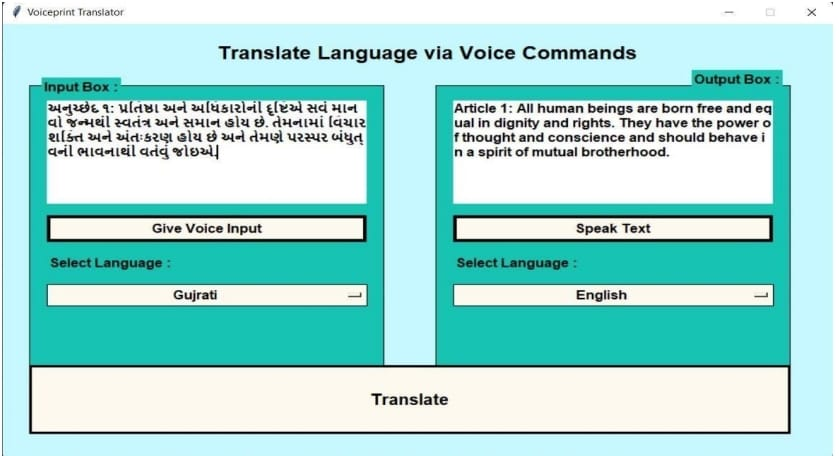 Voiceprint Translator
Translate Language via Voice Commands
Input Box :
અનુચ્છેદ ૧: પ્રતિષ્ઠા અને અધિકારોની દૃષ્ટિએ સર્વ માન
વો જન્મથી સ્વતંત્ર અને સમાન હોય છે. તેમનામાં વિચાર
શક્તિ અને અંતઃકરણ હોય છે અને તેમણે પરસ્પર બંધુત્
વની ભાવનાથી વર્તવું જોઇએ.
Give Voice Input
Select Language :
Gujrati
Output Box :
Article 1: All human beings are born free and eq
ual in dignity and rights. They have the power o
f thought and conscience and should behave i
n a spirit of mutual brotherhood.
Speak Text
Select Language :
English
Translate